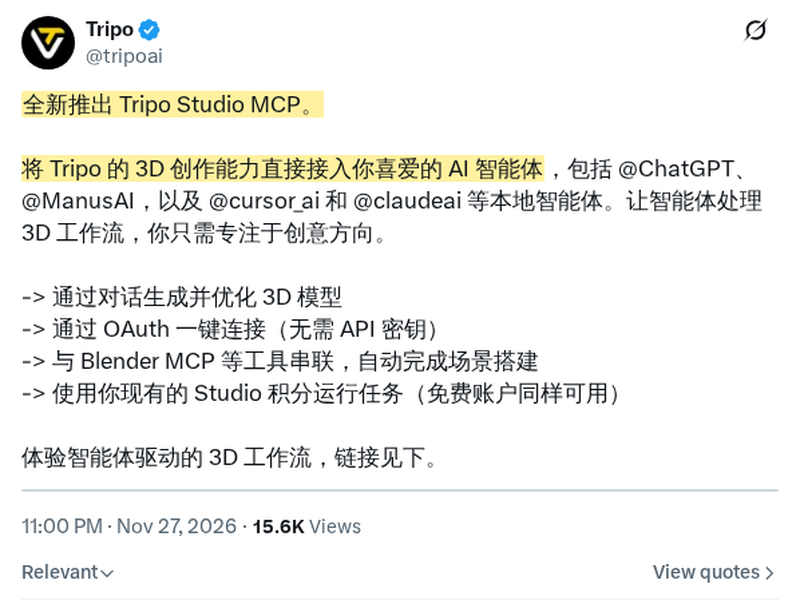 Tripo
@tripoai
全新推出 Tripo Studio MCP。
将 Tripo 的 3D 创作能力直接接入你喜爱的 AI 智能体，包括 @ChatGPT、
@ManusAI，以及 @cursor_ai 和 @claudeai 等本地智能体。让智能体处理
3D 工作流，你只需专注于创意方向。
-> 通过对话生成并优化 3D 模型
-> 通过 OAuth 一键连接（无需 API 密钥）
-> 与 Blender MCP 等工具串联，自动完成场景搭建
-> 使用你现有的 Studio 积分运行任务（免费账户同样可用）
体验智能体驱动的 3D 工作流，链接见下。
11:00 PM · Nov 27, 2026 · 15.6K Views
Relevant
View quotes